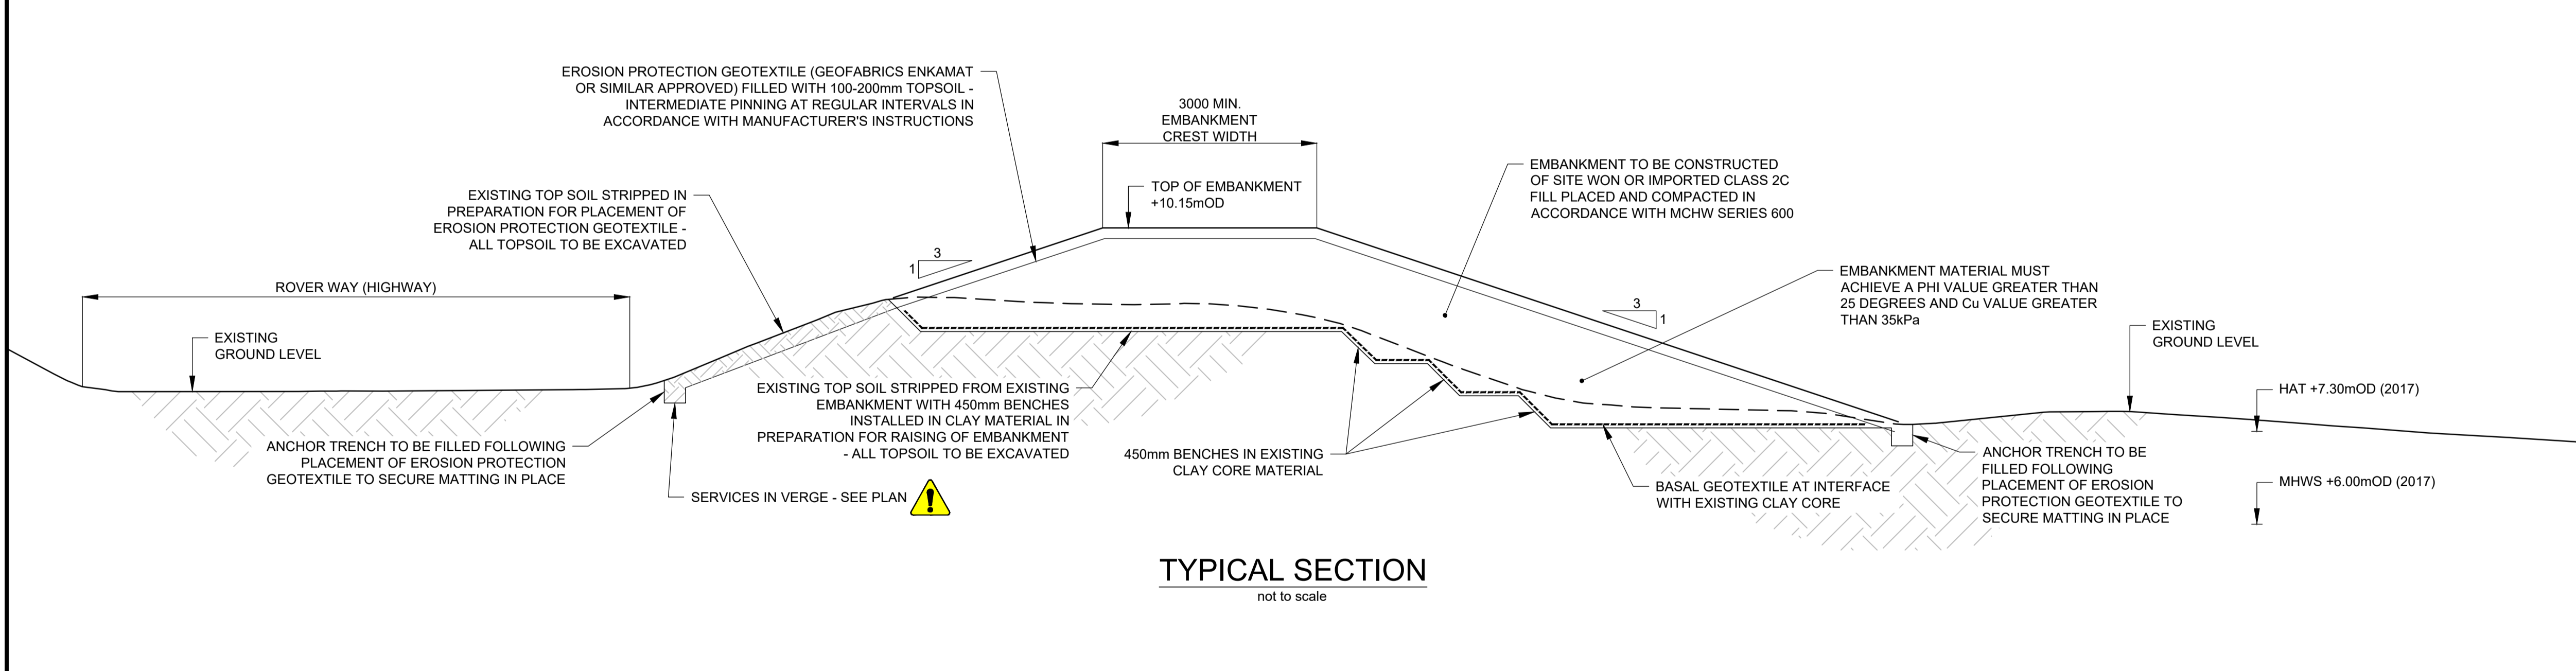 EROSION PROTECTION GEOTEXTILE (GEOFABRICS ENKAMAT
OR SIMILAR APPROVED) FILLED WITH 100-200mm TOPSOIL -
INTERMEDIATE PINNING AT REGULAR INTERVALS IN
ACCORDANCE WITH MANUFACTURER'S INSTRUCTIONS
3000 MIN.
EMBANKMENT
CREST WIDTH
EXISTING TOP SOIL STRIPPED IN
PREPARATION FOR PLACEMENT OF
EROSION PROTECTION GEOTEXTILE -
ALL TOPSOIL TO BE EXCAVATED
TOP OF EMBANKMENT
+10.15mOD
EMBANKMENT TO BE CONSTRUCTED
OF SITE WON OR IMPORTED CLASS 2C
FILL PLACED AND COMPACTED IN
ACCORDANCE WITH MCHW SERIES 600
3
1
ROVER WAY (HIGHWAY)
EMBANKMENT MATERIAL MUST
ACHIEVE A PHI VALUE GREATER THAN
25 DEGREES AND Cu VALUE GREATER
THAN 35kPa
3
1
EXISTING
GROUND LEVEL
EXISTING
GROUND LEVEL
EXISTING TOP SOIL STRIPPED FROM EXISTING
EMBANKMENT WITH 450mm BENCHES
INSTALLED IN CLAY MATERIAL IN
PREPARATION FOR RAISING OF EMBANKMENT
- ALL TOPSOIL TO BE EXCAVATED
HAT +7.30mOD (2017)
ANCHOR TRENCH TO BE FILLED FOLLOWING
PLACEMENT OF EROSION PROTECTION
GEOTEXTILE TO SECURE MATTING IN PLACE
450mm BENCHES IN EXISTING
CLAY CORE MATERIAL
ANCHOR TRENCH TO BE
FILLED FOLLOWING
PLACEMENT OF EROSION
PROTECTION GEOTEXTILE TO
SECURE MATTING IN PLACE
MHWS +6.00mOD (2017)
BASAL GEOTEXTILE AT INTERFACE
WITH EXISTING CLAY CORE
SERVICES IN VERGE - SEE PLAN
!
TYPICAL SECTION
not to scale